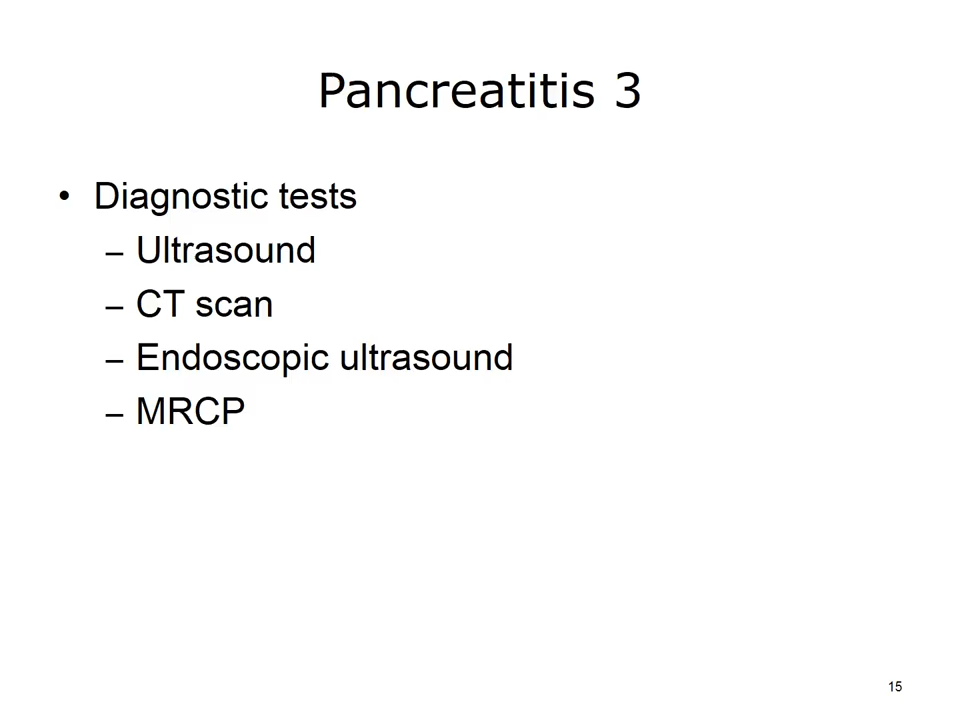 Pancreatitis 3
• Diagnostic tests
– Ultrasound
– CT scan
– Endoscopic ultrasound
– MRCP
15